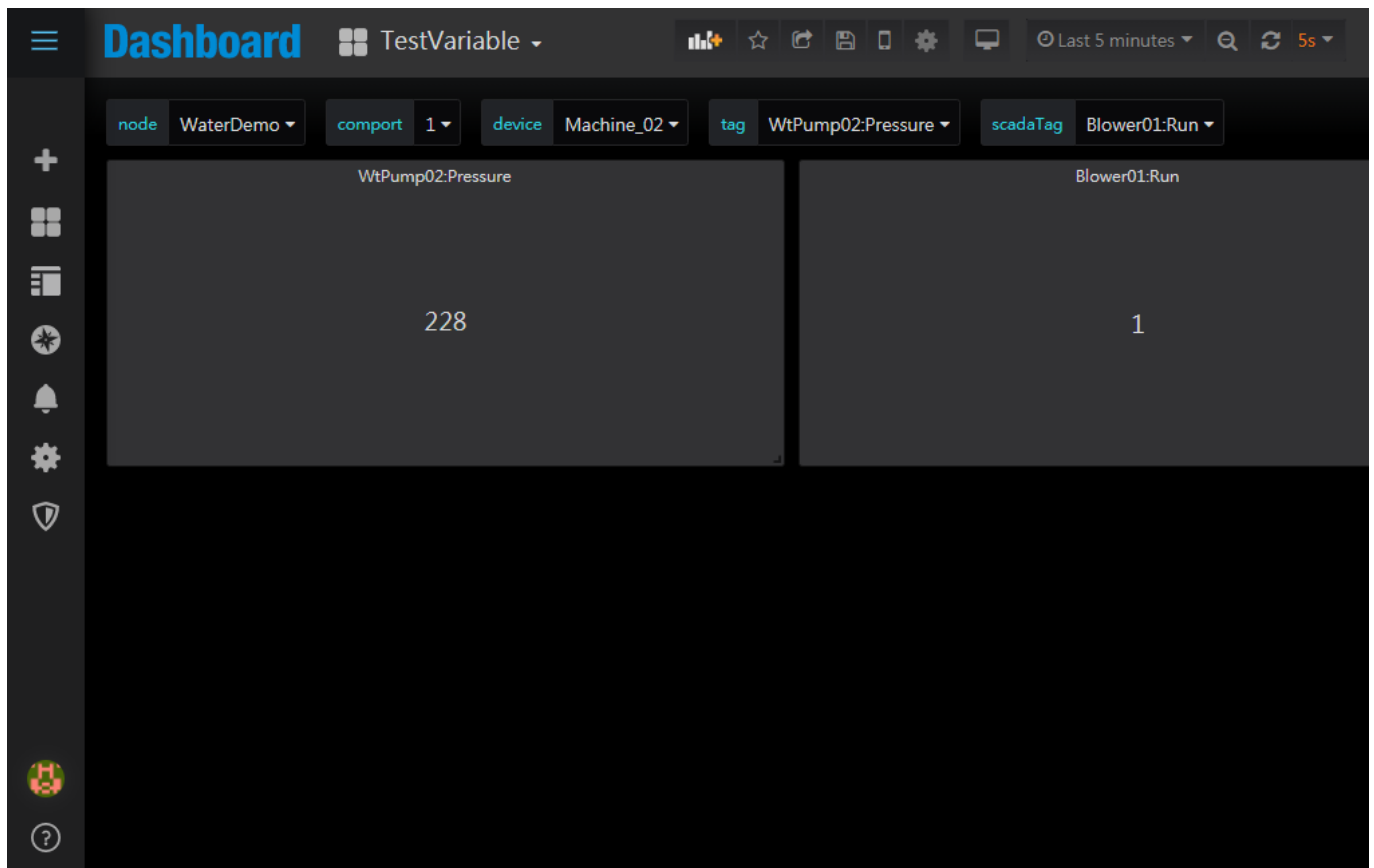 Dashboard TestVariable Last 5 minutes 5s
node WaterDemo comport 1 device Machine_02 tag WtPump02:Pressure scadaTag Blower01:Run
WtPump02:Pressure Blower01:Run
228 1
?